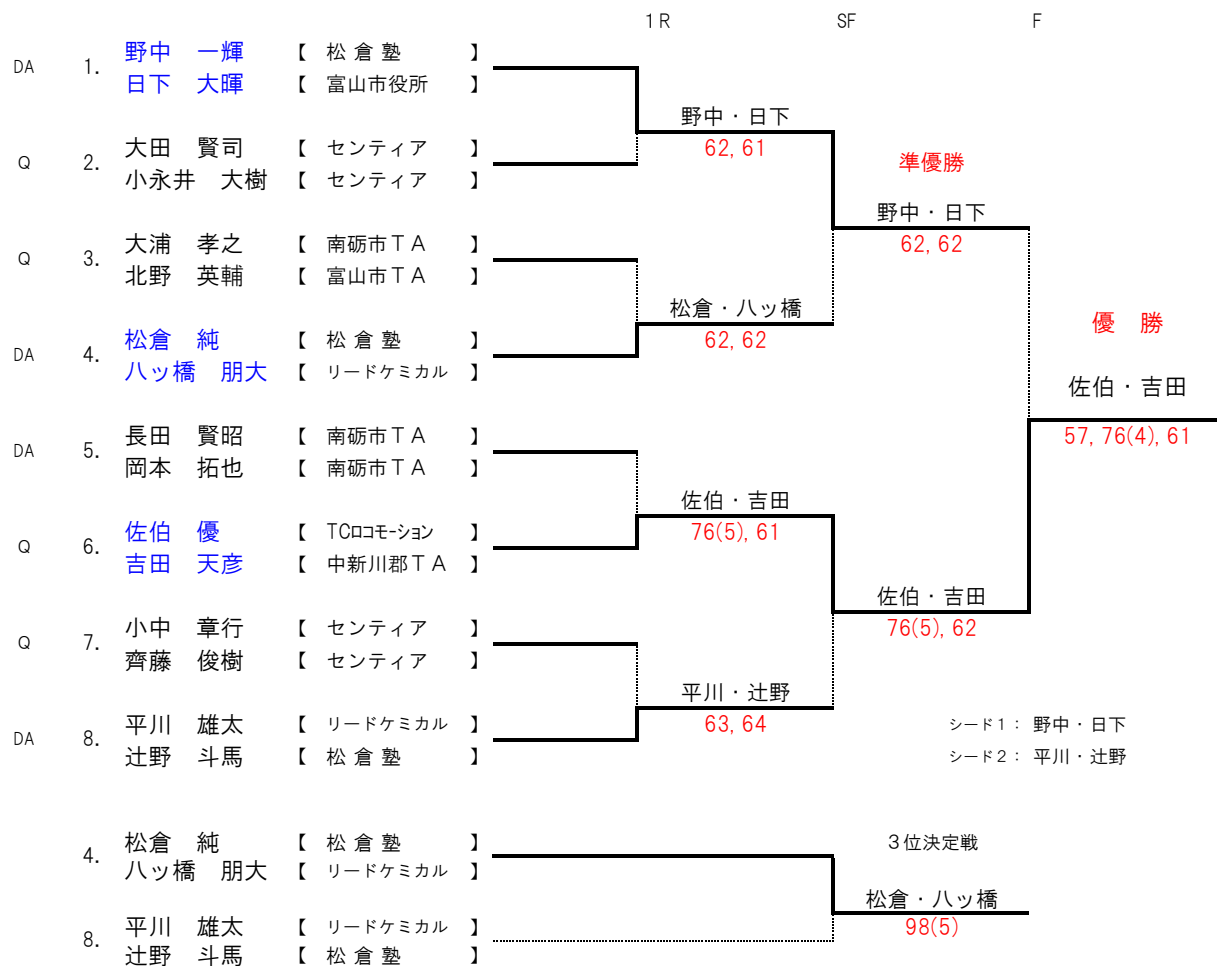 1R SF F
野中 一輝 【 松倉塾 】
DA 1.
日下 大暉 【 富山市役所 】
野中・日下
62, 61
大田 賢司 【 センティア 】
Q 2.
小永井 大樹 【 センティア 】
準優勝
野中・日下
62, 62
大浦 孝之 【 南砺市ＴＡ 】
Q 3.
北野 英輔 【 富山市ＴＡ 】
松倉・八ッ橋
62, 62
松倉 純 【 松倉塾 】
DA 4.
八ッ橋 朋大 【 リードケミカル 】
優 勝
佐伯・吉田
57, 76(4), 61
長田 賢昭 【 南砺市ＴＡ 】
DA 5.
岡本 拓也 【 南砺市ＴＡ 】
佐伯・吉田
76(5), 61
佐伯 優 【 TCロコモーション 】
Q 6.
吉田 天彦 【 中新川郡ＴＡ 】
佐伯・吉田
76(5), 62
小中 章行 【 センティア 】
Q 7.
齊藤 俊樹 【 センティア 】
平川・辻野
63, 64
平川 雄太 【 リードケミカル 】
DA 8.
辻野 斗馬 【 松倉塾 】
シード１： 野中・日下
シード２： 平川・辻野
松倉 純 【 松倉塾 】
4.
八ッ橋 朋大 【 リードケミカル 】
３位決定戦
松倉・八ッ橋
98(5)
平川 雄太 【 リードケミカル 】
8.
辻野 斗馬 【 松倉塾 】